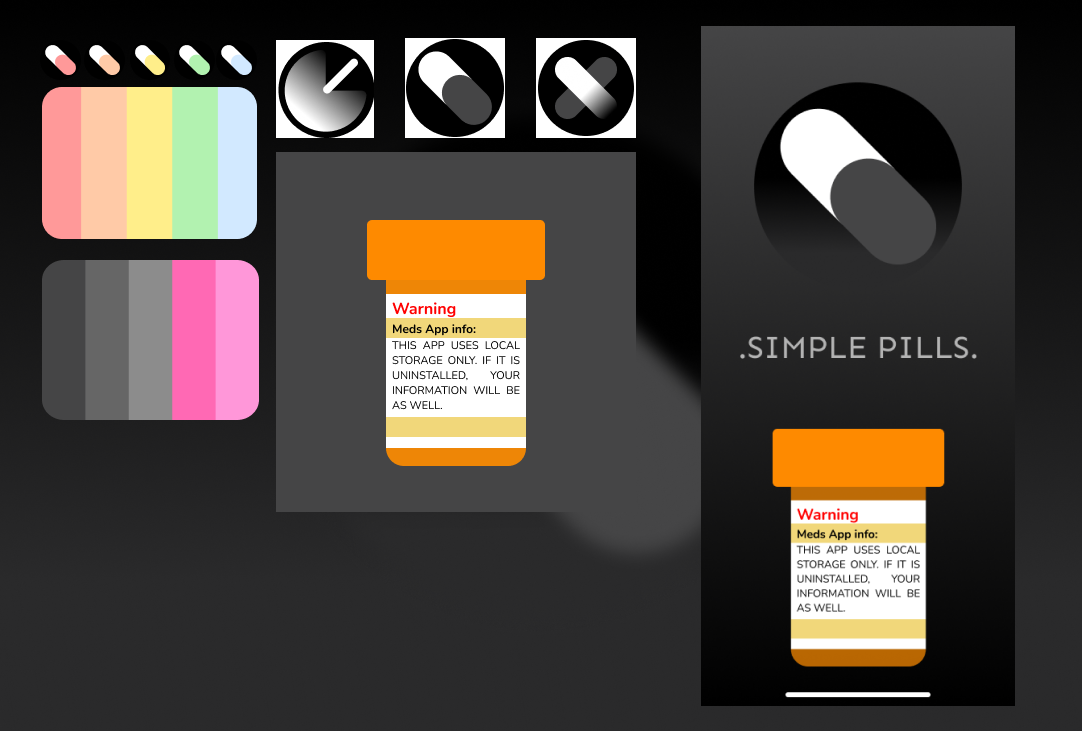 Warning
Meds App info:
THIS APP USES LOCAL
STORAGE ONLY. IF IT IS
UNINSTALLED, YOUR
INFORMATION WILL BE
AS WELL.
.SIMPLE PILLS.
Warning
Meds App info:
THIS APP USES LOCAL
STORAGE ONLY. IF IT IS
UNINSTALLED, YOUR
INFORMATION WILL BE
AS WELL.